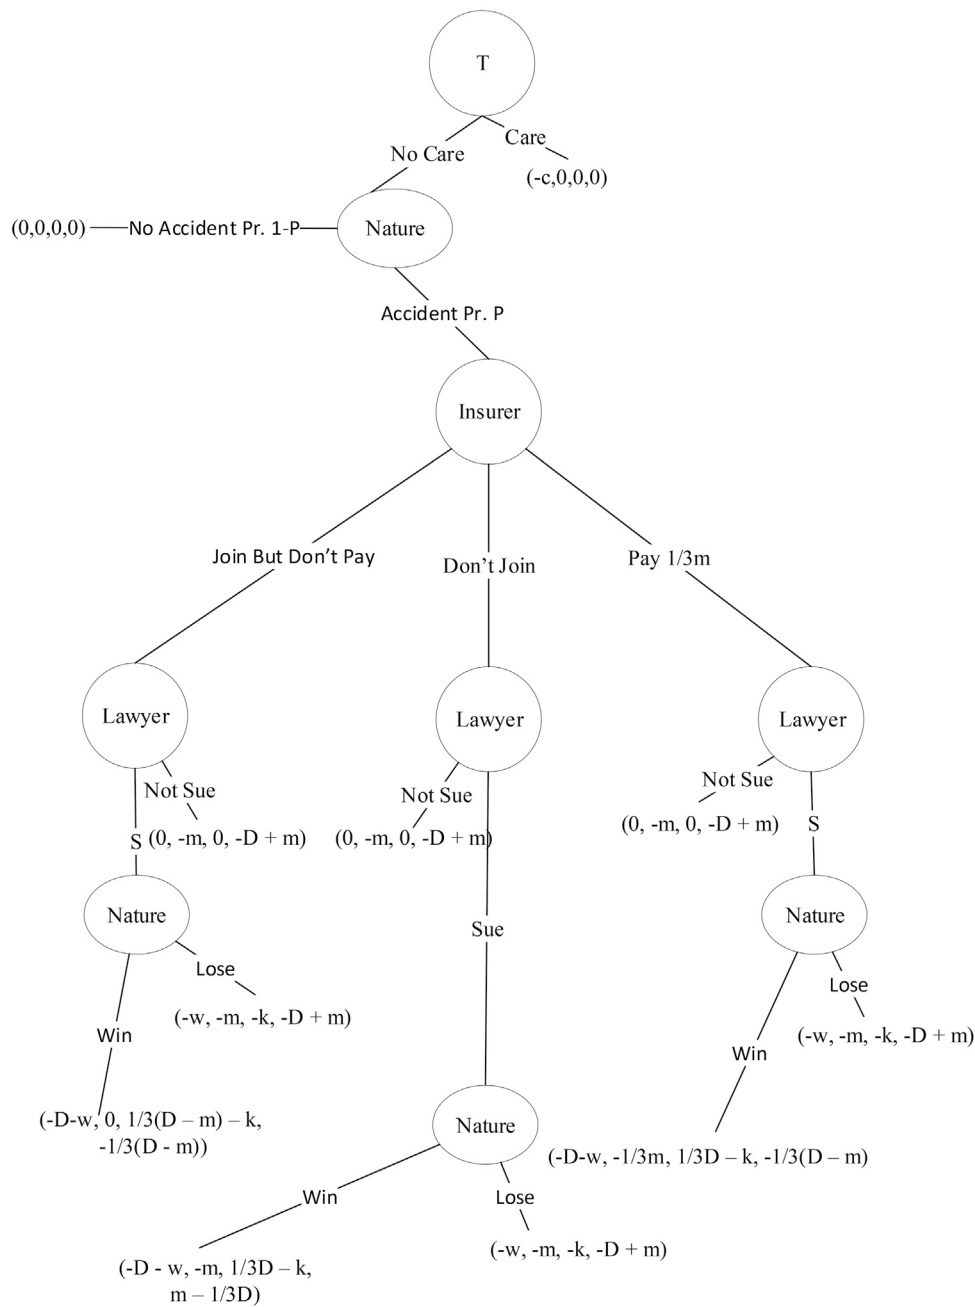 T
No Care
Care
(-c,0,0,0)
(0,0,0,0)
No Accident Pr. 1-P
Nature
Accident Pr. P
Insurer
Join But Don’t Pay
Don’t Join
Pay 1/3m
Lawyer
Lawyer
Lawyer
Not Sue
Not Sue
Not Sue
S
(0, -m, 0, -D + m)
(0, -m, 0, -D + m)
(0, -m, 0, -D + m)
S
Nature
Sue
Nature
Lose
(-w, -m, -k, -D + m)
Lose
(-w, -m, -k, -D + m)
Win
Win
(-D-w, 0, 1/3(D – m) – k,
-1/3(D - m))
Nature
(-D-w, -1/3m, 1/3D – k, -1/3(D – m)
Win
Lose
(-w, -m, -k, -D + m)
(-D - w, -m, 1/3D – k,
m – 1/3D)